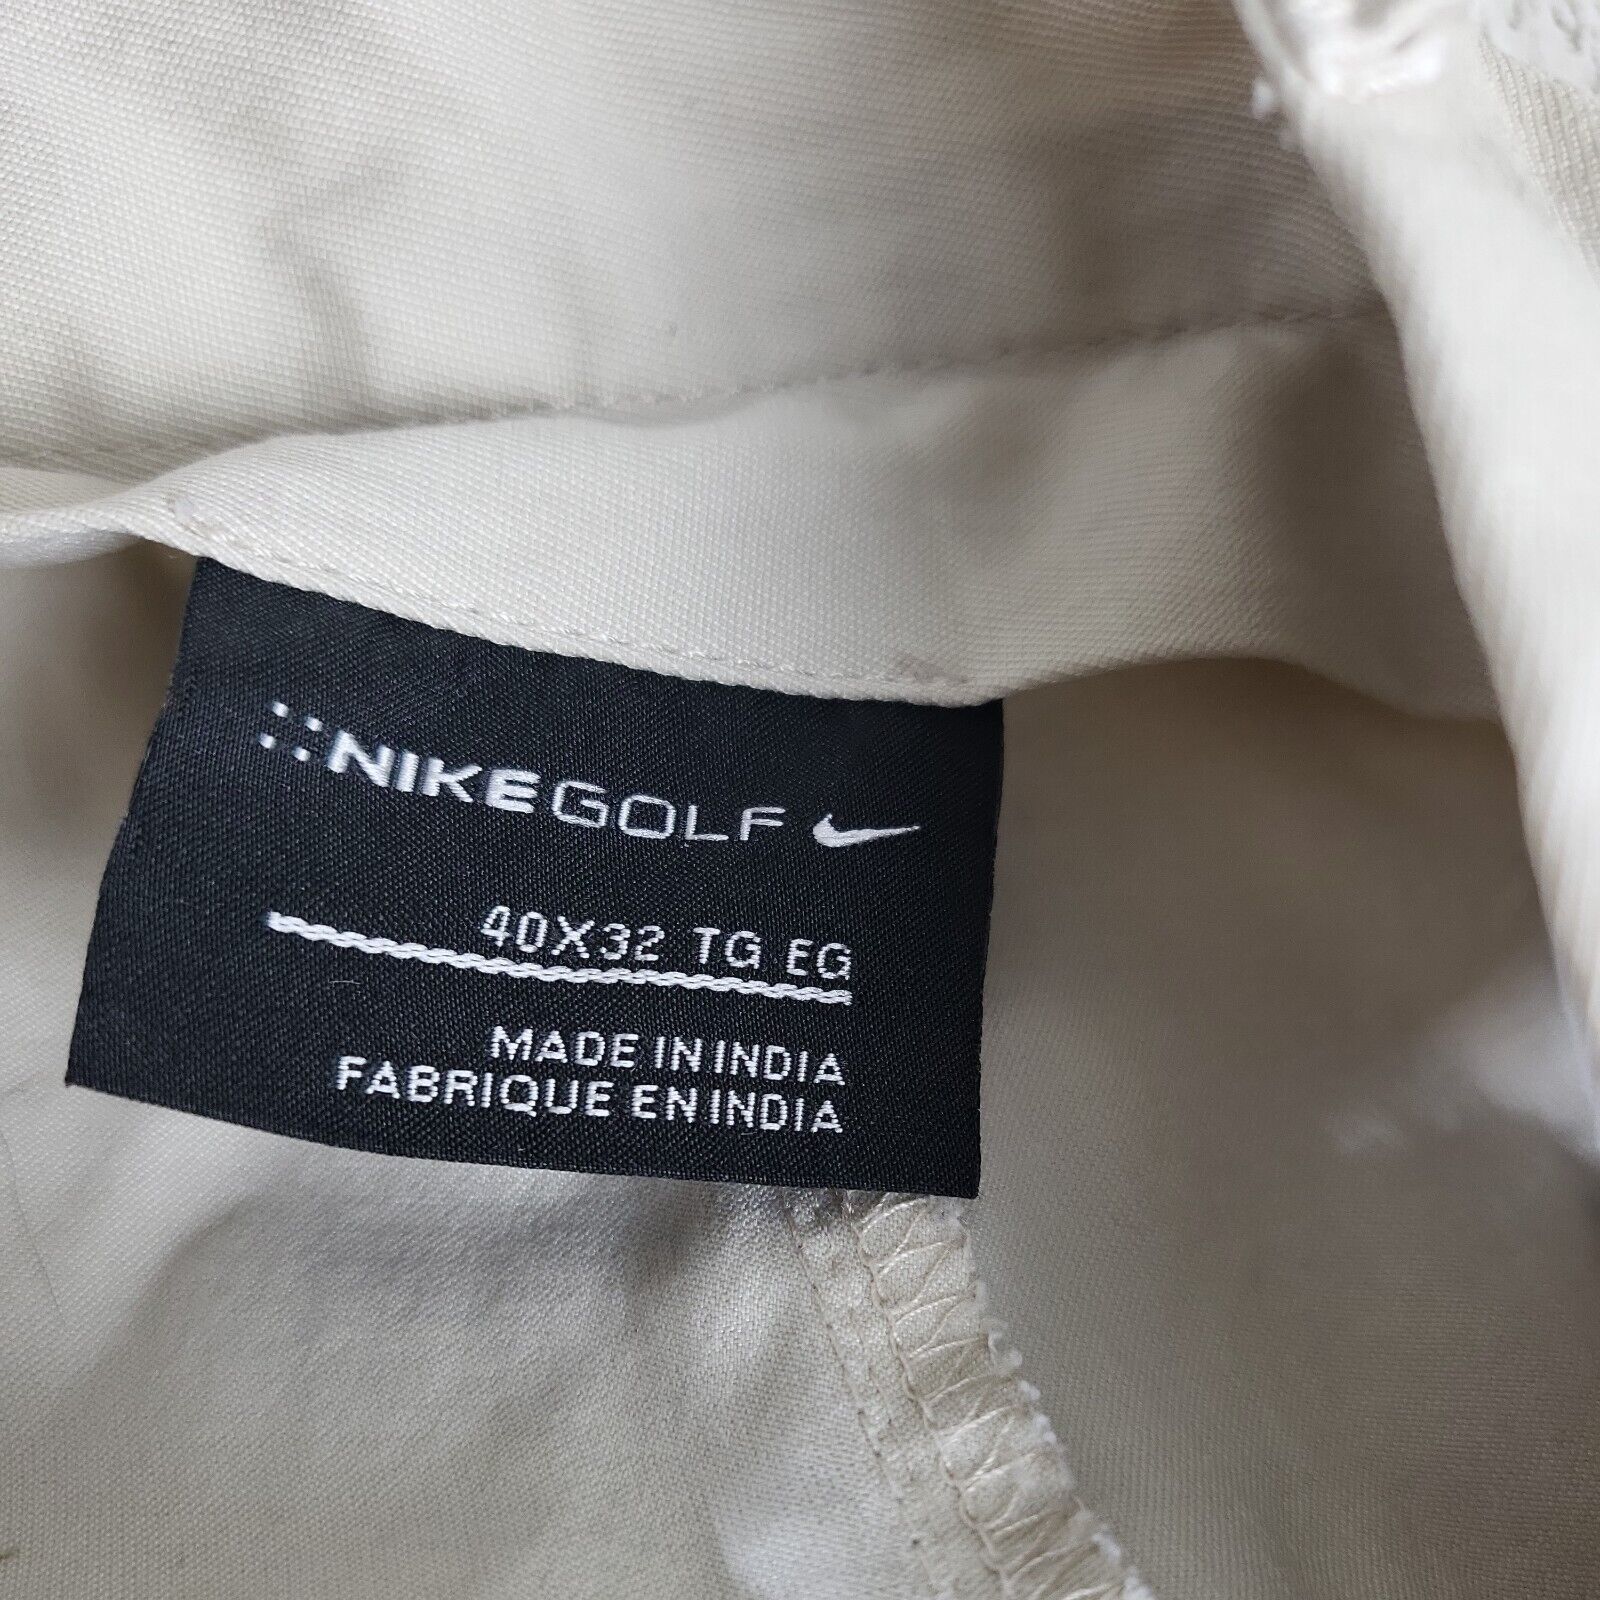 NIKEGOLF
40X32 TG EG
MADE IN INDIA
FABRIQUE EN INDIA